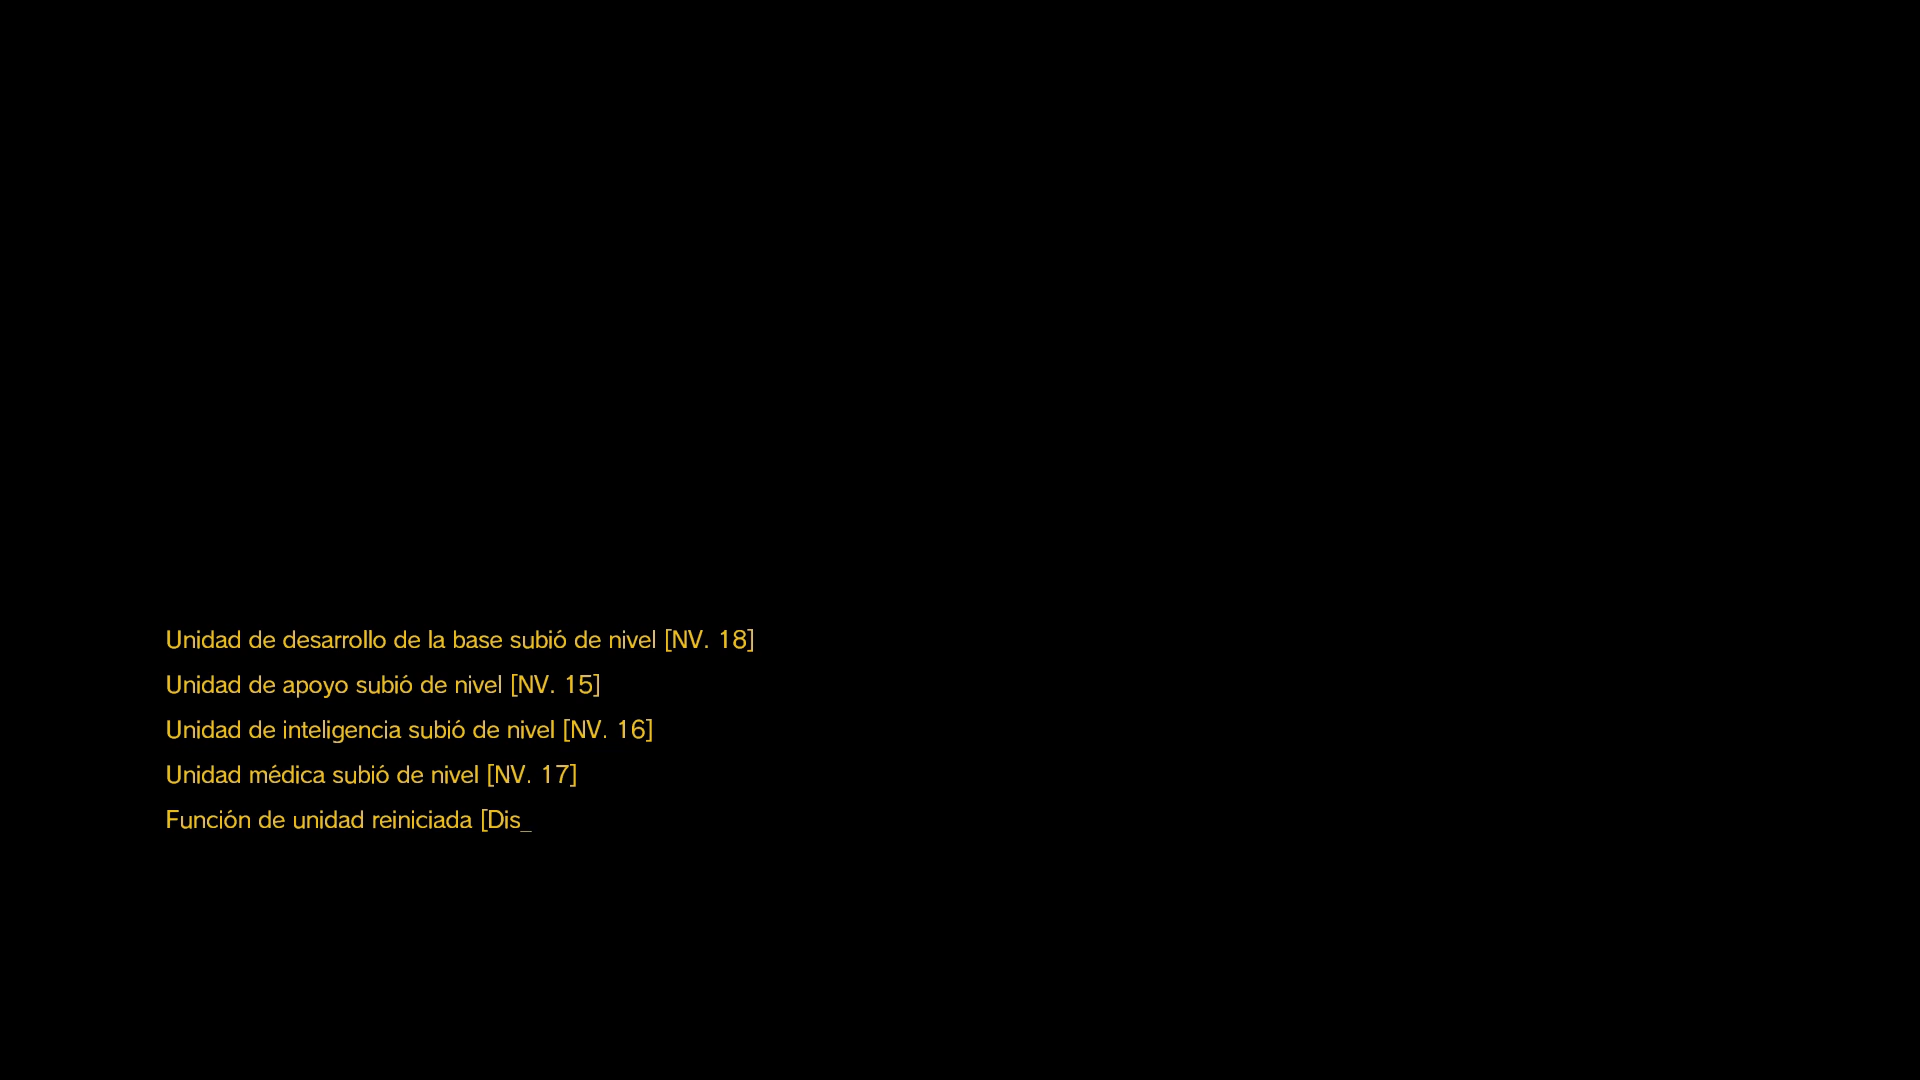 Unidad de desarrollo de la base subió de nivel [NV. 18]
Unidad de apoyo subió de nivel [NV. 15]
Unidad de inteligencia subió de nivel [NV. 16]
Unidad médica subió de nivel [NV. 17]
Función de unidad reiniciada [Dis_